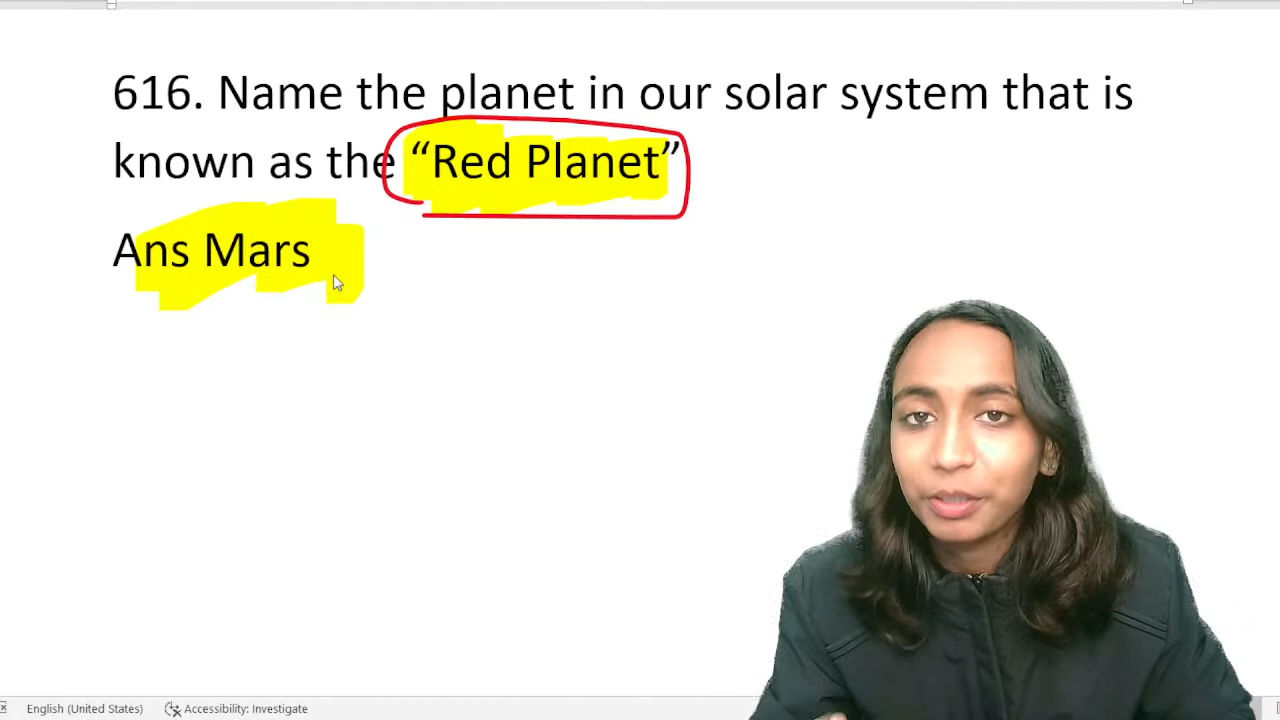 616. Name the planet in our solar system that is
known as the “Red Planet”
Ans Mars
English (United States) Accessibility: Investigate